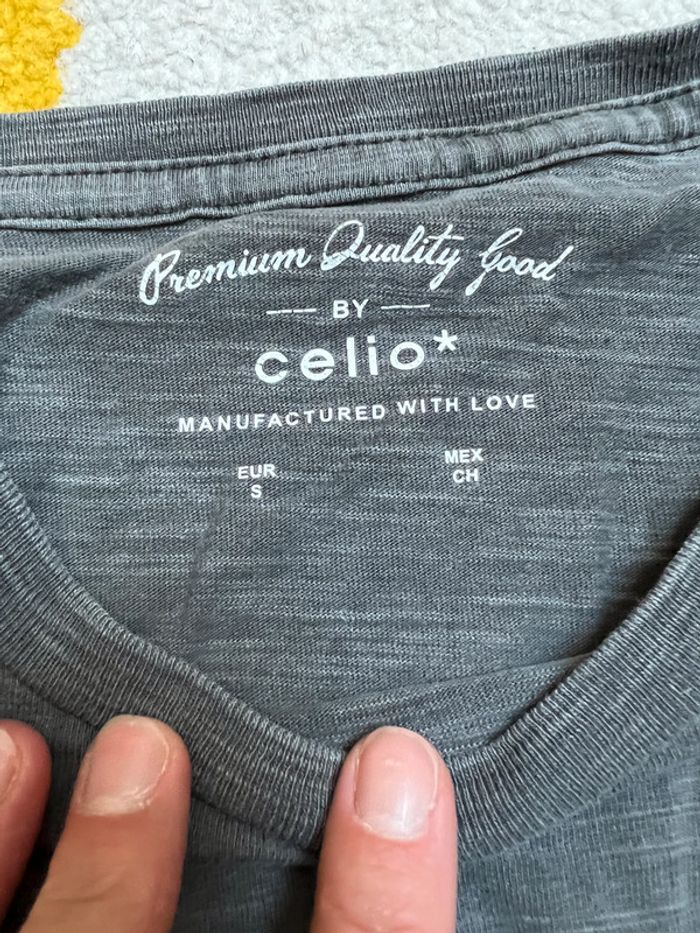 Premium Quality Good
BY
celio*
MANUFACTURED WITH LOVE
EUR MEX
S CH